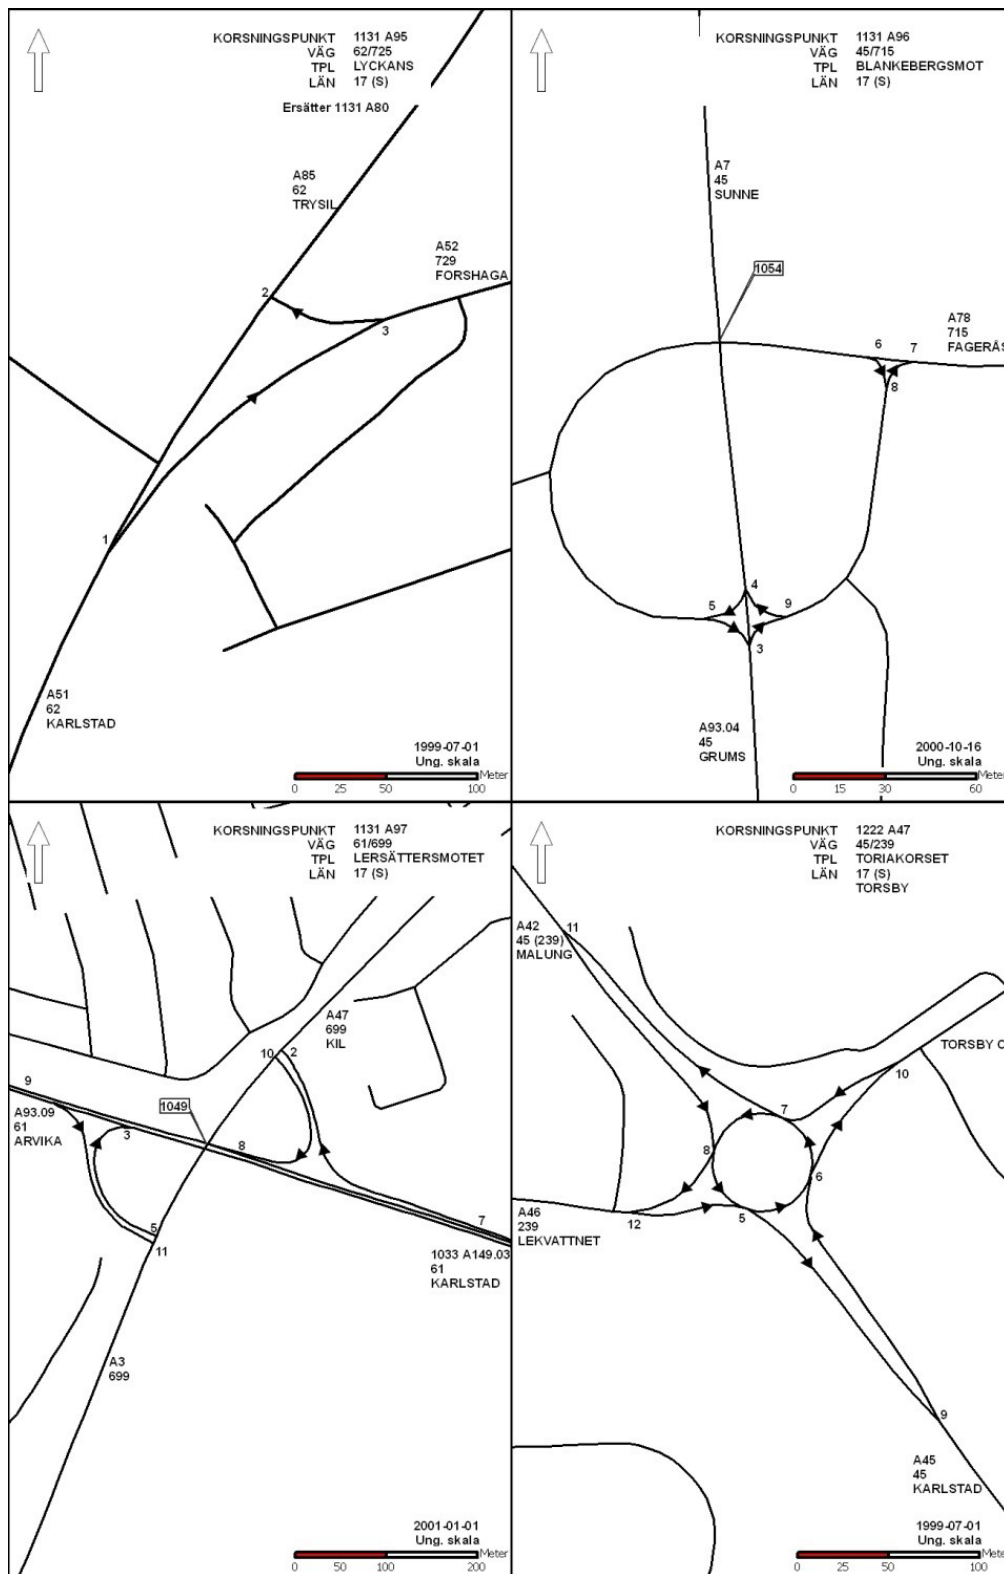 KORSNINGSPUNKT 1131 A95
VÄG 62/725
TPL LYCKANS
LÄN 17 (S)
Ersätter 1131 A80
A85
62
TRYSIL
A52
729
FORSHAGA
2
3
1
A51
62
KARLSTAD
1999-07-01
Ung. skala
Meter
0 25 50 100
KORSNINGSPUNKT 1131 A96
VÄG 45/715
TPL BLANKEBERGSMOT
LÄN 17 (S)
A7
45
SUNNE
1054
A78
715
FAGERÅS
6 7
8
4
5 9
3
A93.04
45
GRUMS
2000-10-16
Ung. skala
Meter
0 15 30 60
KORSNINGSPUNKT 1131 A97
VÄG 61/699
TPL LERSÄTTERSMOTET
LÄN 17 (S)
A47
699
KIL
10 2
9
1049
A93.09
61
ARVIKA
3
8
5
11
7
1033 A149.03
61
KARLSTAD
A3
699
2001-01-01
Ung. skala
Meter
0 50 100 200
KORSNINGSPUNKT 1222 A47
VÄG 45/239
TPL TORIAKORSET
LÄN 17 (S)
TORSBY
A42
45 (239)
MALUNG
11
TORSBY C
10
7
8
6
A46
239
LEKVATTNET
12
5
9
A45
45
KARLSTAD
1999-07-01
Ung. skala
Meter
0 25 50 100